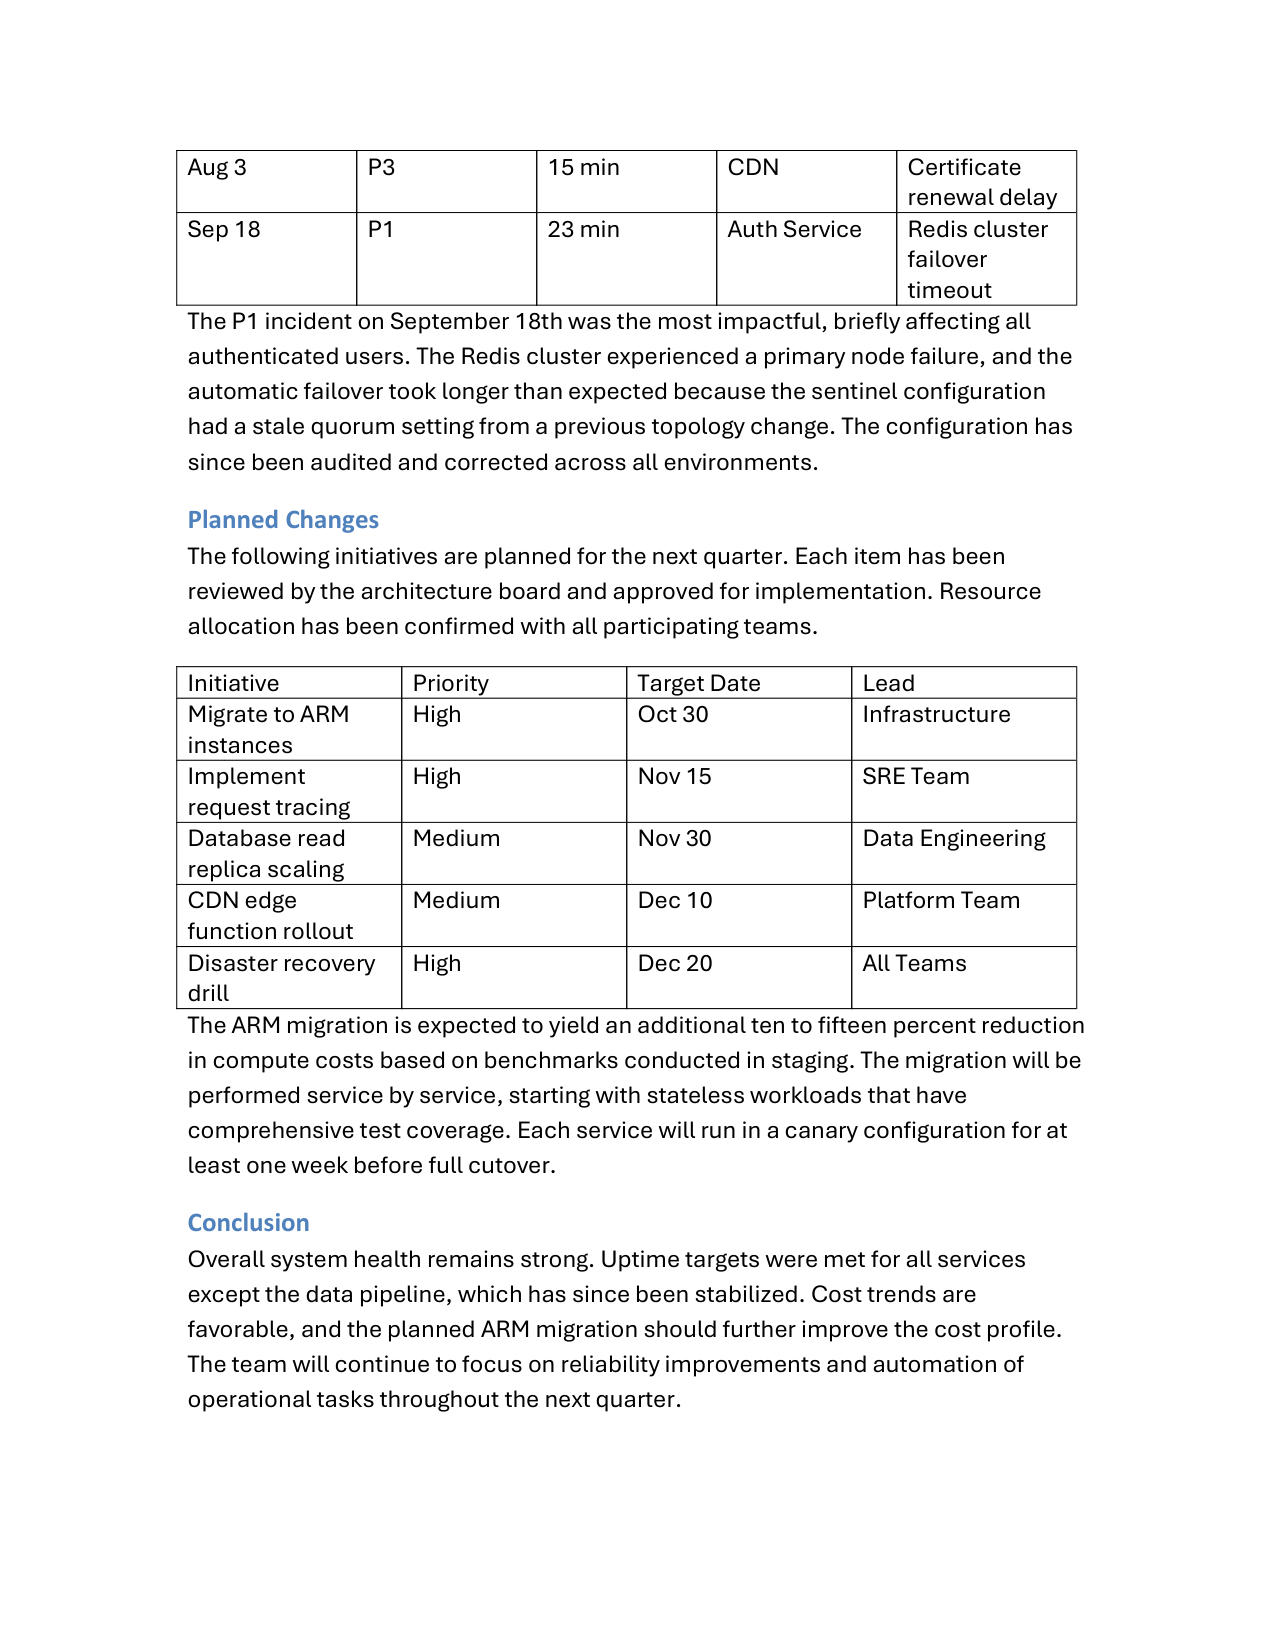 Aug 3 P3 15 min CDN Certificate
renewal delay
Sep 18 P1 23 min Auth Service Redis cluster
failover
timeout
The P1 incident on September 18th was the most impactful, briefly affecting all
authenticated users. The Redis cluster experienced a primary node failure, and the
automatic failover took longer than expected because the sentinel configuration
had a stale quorum setting from a previous topology change. The configuration has
since been audited and corrected across all environments.
Planned Changes
The following initiatives are planned for the next quarter. Each item has been
reviewed by the architecture board and approved for implementation. Resource
allocation has been confirmed with all participating teams.
Initiative Priority Target Date Lead
Migrate to ARM High Oct 30 Infrastructure
instances
Implement High Nov 15 SRE Team
request tracing
Database read Medium Nov 30 Data Engineering
replica scaling
CDN edge Medium Dec 10 Platform Team
function rollout
Disaster recovery High Dec 20 All Teams
drill
The ARM migration is expected to yield an additional ten to fifteen percent reduction
in compute costs based on benchmarks conducted in staging. The migration will be
performed service by service, starting with stateless workloads that have
comprehensive test coverage. Each service will run in a canary configuration for at
least one week before full cutover.
Conclusion
Overall system health remains strong. Uptime targets were met for all services
except the data pipeline, which has since been stabilized. Cost trends are
favorable, and the planned ARM migration should further improve the cost profile.
The team will continue to focus on reliability improvements and automation of
operational tasks throughout the next quarter.